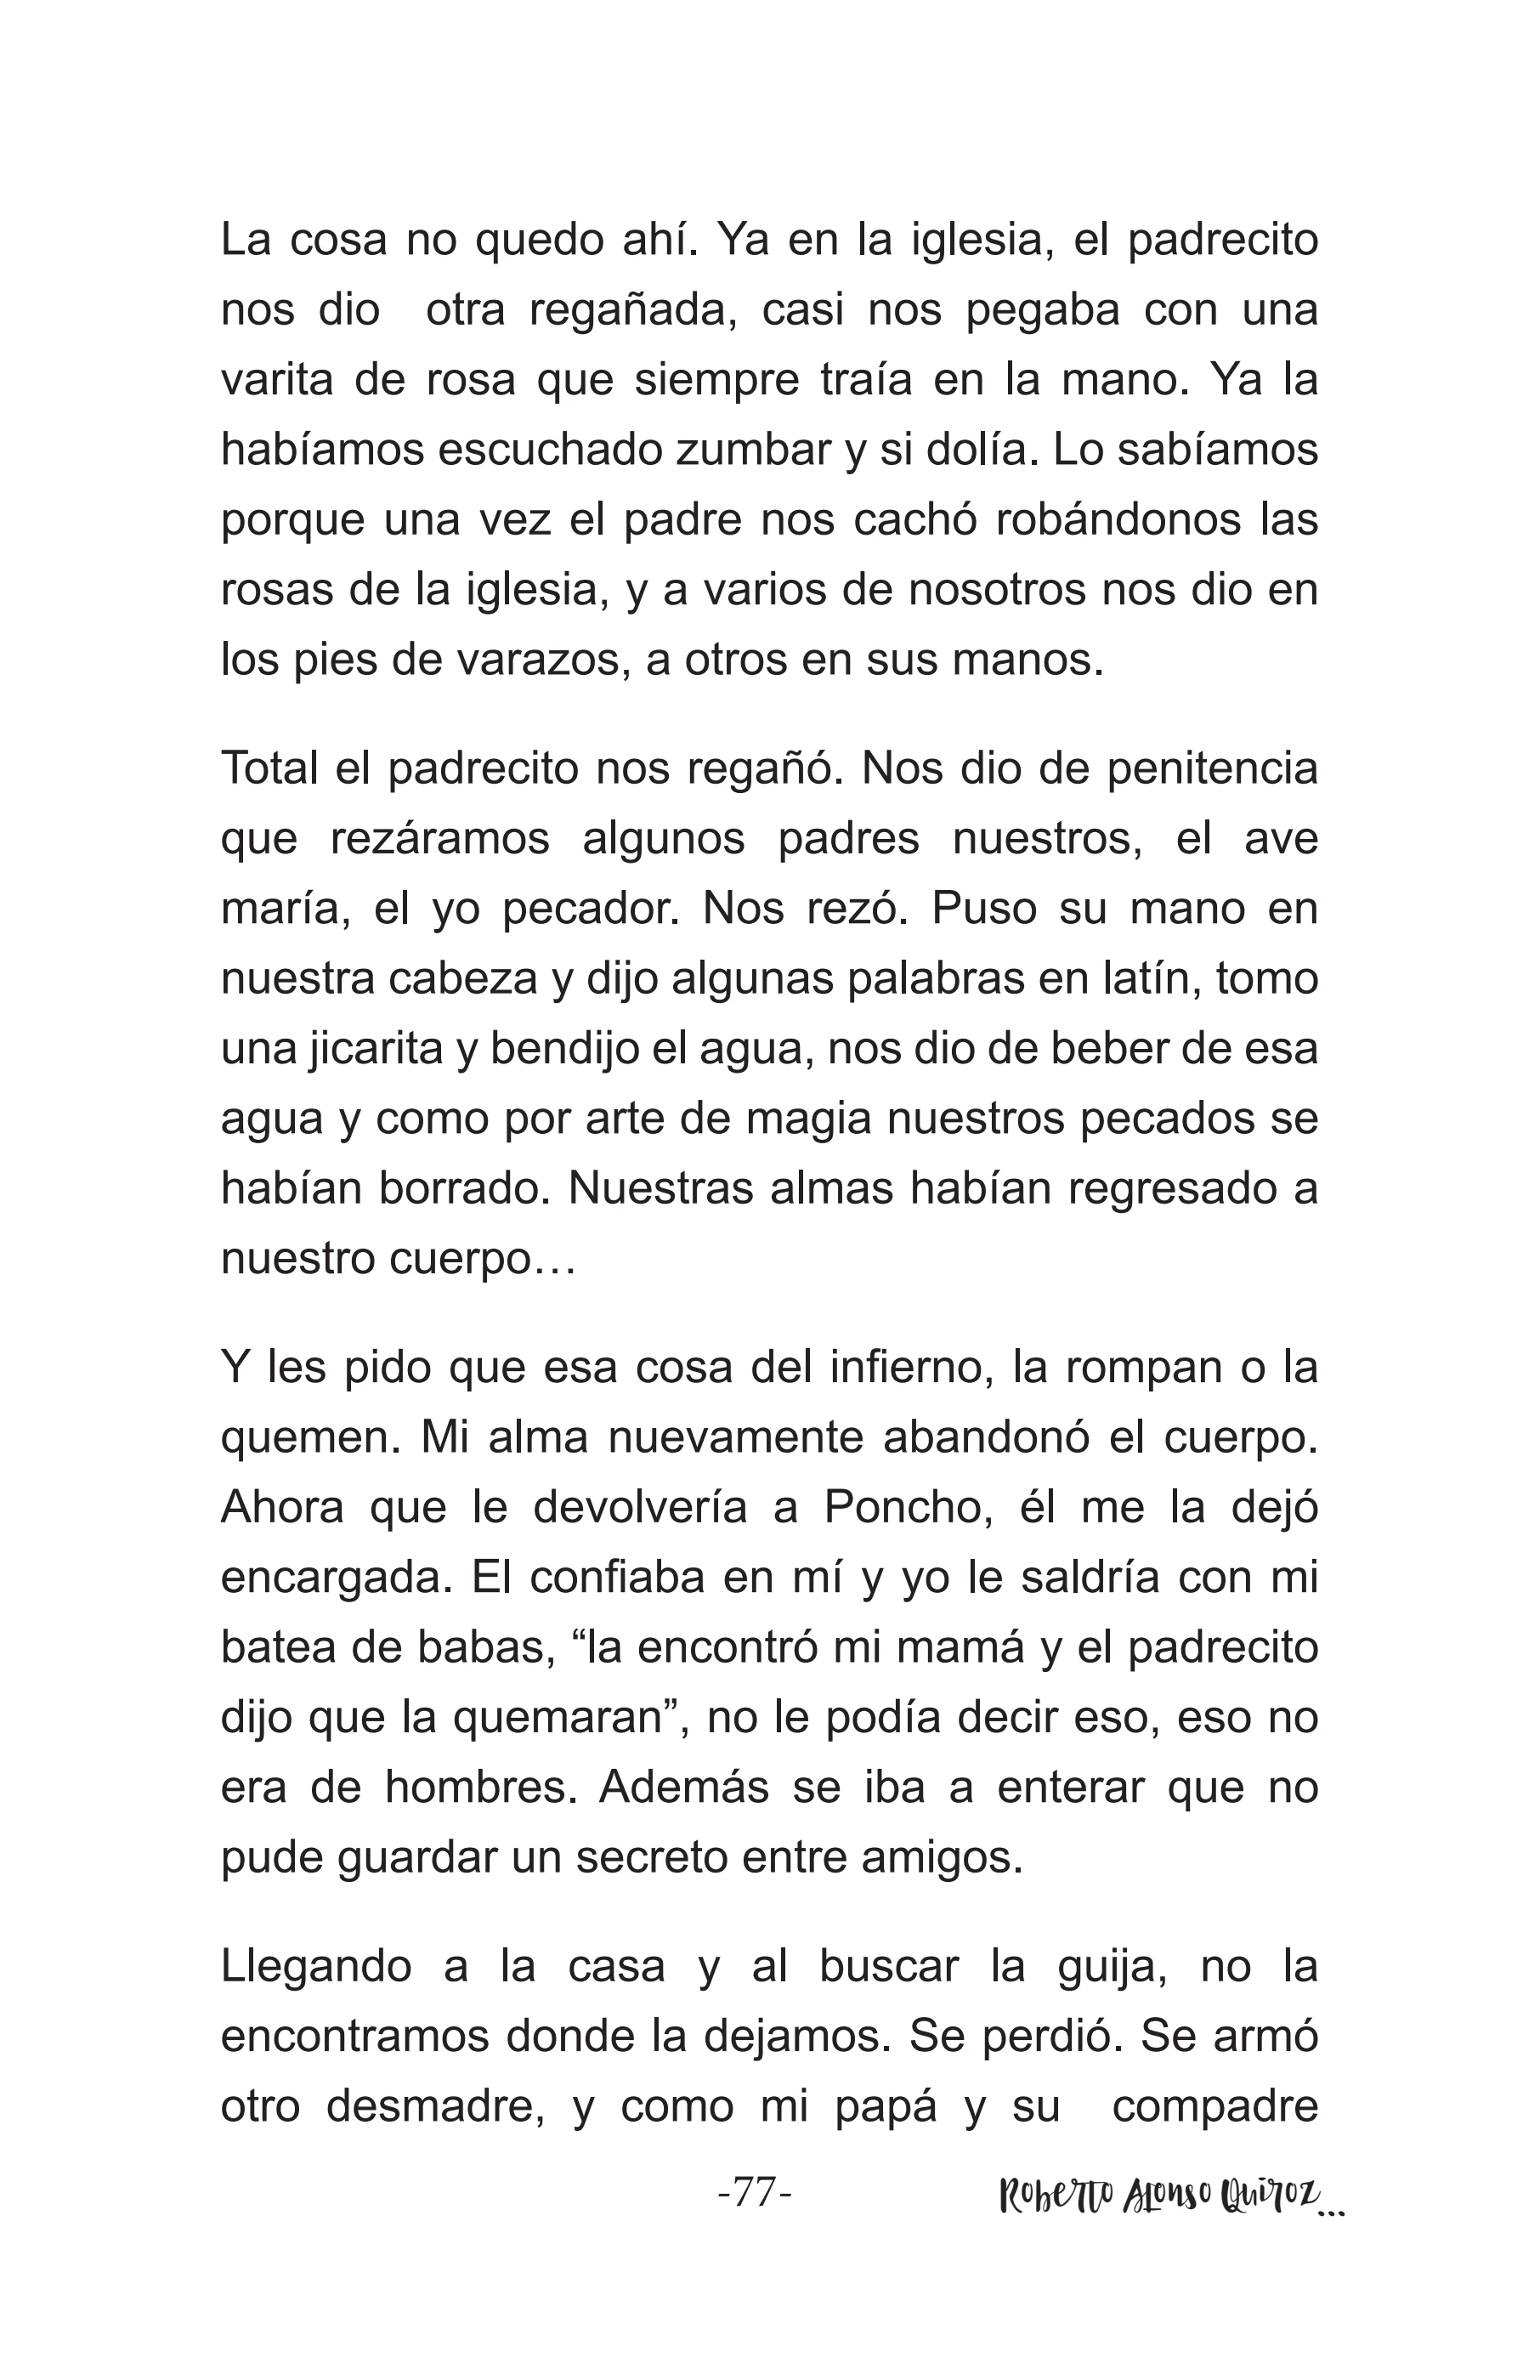 La cosa no quedo ahí. Ya en la iglesia, el padrecito
nos dio  otra regañada, casi nos pegaba con una
varita de rosa que siempre traía en la mano. Ya la
habíamos escuchado zumbar y si dolía. Lo sabíamos
porque una vez el padre nos cachó robándonos las
rosas de la iglesia, y a varios de nosotros nos dio en
los pies de varazos, a otros en sus manos.
Total el padrecito nos regañó. Nos dio de penitencia
que rezáramos algunos padres nuestros, el ave
maría, el yo pecador. Nos rezó. Puso su mano en
nuestra cabeza y dijo algunas palabras en latín, tomo
una jicarita y bendijo el agua, nos dio de beber de esa
agua y como por arte de magia nuestros pecados se
habían borrado. Nuestras almas habían regresado a
nuestro cuerpo…
Y les pido que esa cosa del infierno, la rompan o la
quemen. Mi alma nuevamente abandonó el cuerpo.
Ahora que le devolvería a Poncho, él me la dejó
encargada. El confiaba en mí y yo le saldría con mi
batea de babas, “la encontró mi mamá y el padrecito
dijo que la quemaran”, no le podía decir eso, eso no
era de hombres. Además se iba a enterar que no
pude guardar un secreto entre amigos.
Llegando a la casa y al buscar la guija, no la
encontramos donde la dejamos. Se perdió. Se armó
otro desmadre, y como mi papá y su  compadre
-77- Roberto Alonso Quiroz...